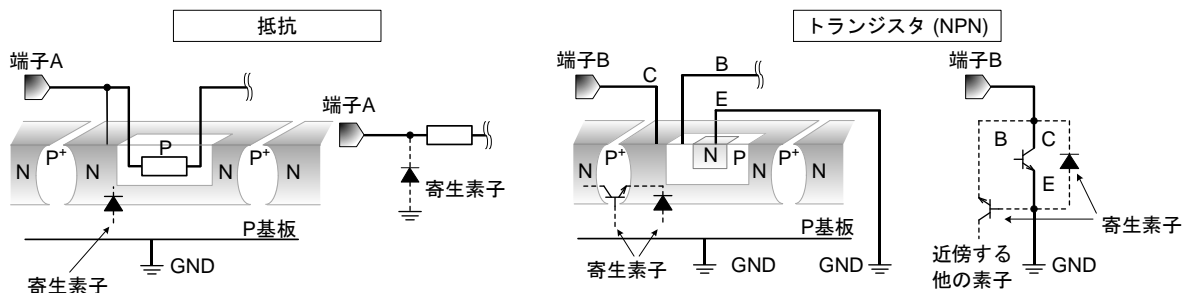 抵抗
端子A
P
N
P+
N
N
P+
N
寄生素子
P基板
GND
端子A
寄生素子
トランジスタ (NPN)
端子B
C
B
E
N
P+
N
N
P
N
P+
N
P基板
寄生素子
GND
GND
端子B
B
C
E
寄生素子
近傍する
他の素子
GND